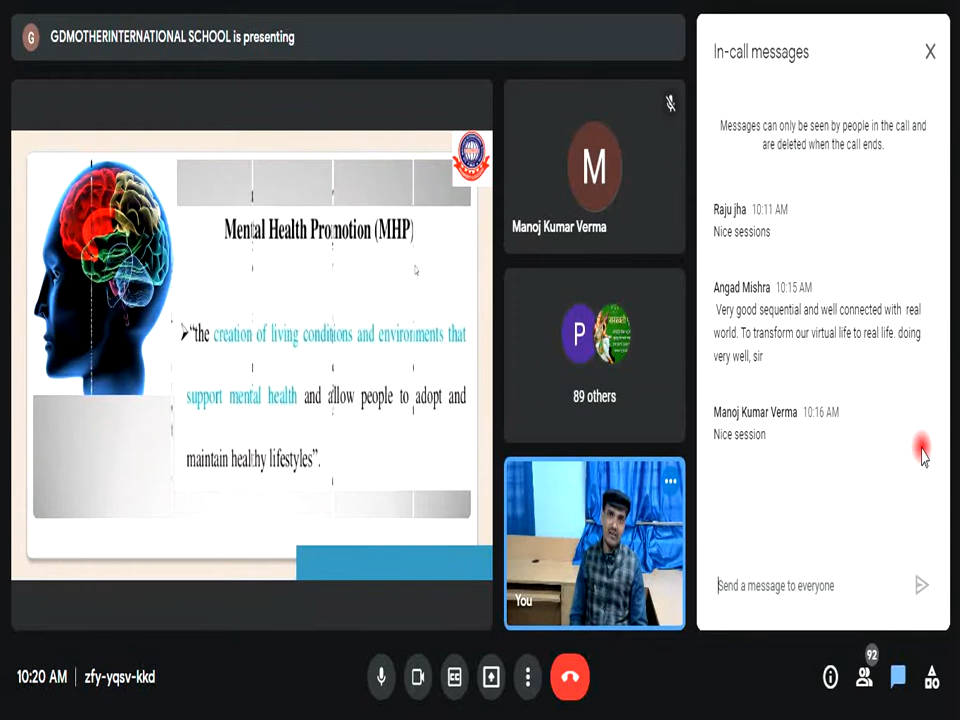 G GDMOTHERINTERNATIONAL SCHOOL is presenting
Mental Health Promotion (MHP)
➢“the creation of living conditions and environments that
support mental health and allow people to adopt and
maintain healthy lifestyles”.
M
Manoj Kumar Verma
P
89 others
You
In-call messages
Messages can only be seen by people in the call and
are deleted when the call ends.
Raju jha 10:11 AM
Nice sessions
Angad Mishra 10:15 AM
Very good sequential and well connected with real
world. To transform our virtual life to real life. doing
very well, sir
Manoj Kumar Verma 10:16 AM
Nice session
Send a message to everyone
10:20 AM | zfy-yqsv-kkd
CC
92